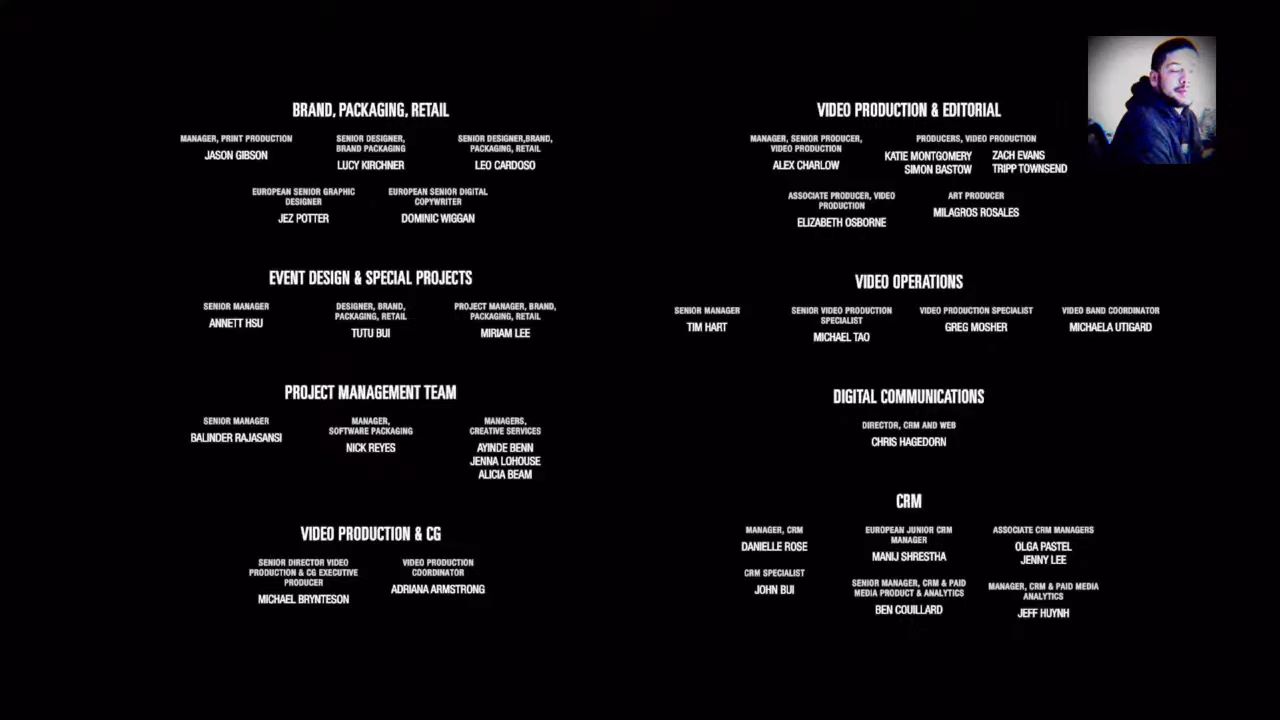 BRAND, PACKAGING, RETAIL
MANAGER, PRINT PRODUCTION
JASON GIBSON
SENIOR DESIGNER,
BRAND PACKAGING
LUCY KIRCHNER
SENIOR DESIGNER,BRAND,
PACKAGING, RETAIL
LEO CARDOSO
EUROPEAN SENIOR GRAPHIC
DESIGNER
JEZ POTTER
EUROPEAN SENIOR DIGITAL
COPYWRITER
DOMINIC WIGGAN
EVENT DESIGN & SPECIAL PROJECTS
SENIOR MANAGER
ANNETT HSU
DESIGNER, BRAND,
PACKAGING, RETAIL
TUTU BUI
PROJECT MANAGER, BRAND,
PACKAGING, RETAIL
MIRIAM LEE
PROJECT MANAGEMENT TEAM
SENIOR MANAGER
BALINDER RAJASANSI
MANAGER,
SOFTWARE PACKAGING
NICK REYES
MANAGERS,
CREATIVE SERVICES
AYINDE BENN
JENNA LOHOUSE
ALICIA BEAM
VIDEO PRODUCTION & CG
SENIOR DIRECTOR VIDEO
PRODUCTION & CG EXECUTIVE
PRODUCER
MICHAEL BRYNTESON
VIDEO PRODUCTION
COORDINATOR
ADRIANA ARMSTRONG
VIDEO PRODUCTION & EDITORIAL
MANAGER, SENIOR PRODUCER,
VIDEO PRODUCTION
ALEX CHARLOW
PRODUCERS, VIDEO PRODUCTION
KATIE MONTGOMERY
SIMON BASTOW
ZACH EVANS
TRIPP TOWNSEND
ASSOCIATE PRODUCER, VIDEO
PRODUCTION
ELIZABETH OSBORNE
ART PRODUCER
MILAGROS ROSALES
VIDEO OPERATIONS
SENIOR MANAGER
TIM HART
SENIOR VIDEO PRODUCTION
SPECIALIST
MICHAEL TAO
VIDEO PRODUCTION SPECIALIST
GREG MOSHER
VIDEO BAND COORDINATOR
MICHAELA UTIGARD
DIGITAL COMMUNICATIONS
DIRECTOR, CRM AND WEB
CHRIS HAGEDORN
CRM
MANAGER, CRM
DANIELLE ROSE
EUROPEAN JUNIOR CRM
MANAGER
MANIJ SHRESTHA
ASSOCIATE CRM MANAGERS
OLGA PASTEL
JENNY LEE
CRM SPECIALIST
JOHN BUI
SENIOR MANAGER, CRM & PAID
MEDIA PRODUCT & ANALYTICS
BEN COUILLARD
MANAGER, CRM & PAID MEDIA
ANALYTICS
JEFF HUYNH